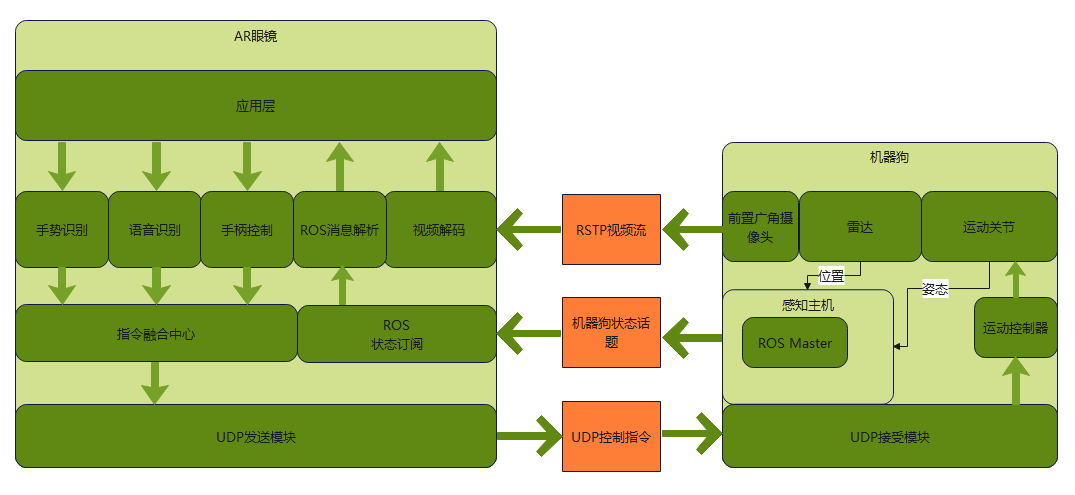 AR眼镜
应用层
手势识别
语音识别
手柄控制
ROS消息解析
视频解码
指令融合中心
ROS
状态订阅
UDP发送模块
RSTP视频流
机器狗状态话
题
UDP控制指令
机器狗
前置广角摄
像头
雷达
运动关节
位置
姿态
感知主机
ROS Master
运动控制器
UDP接受模块